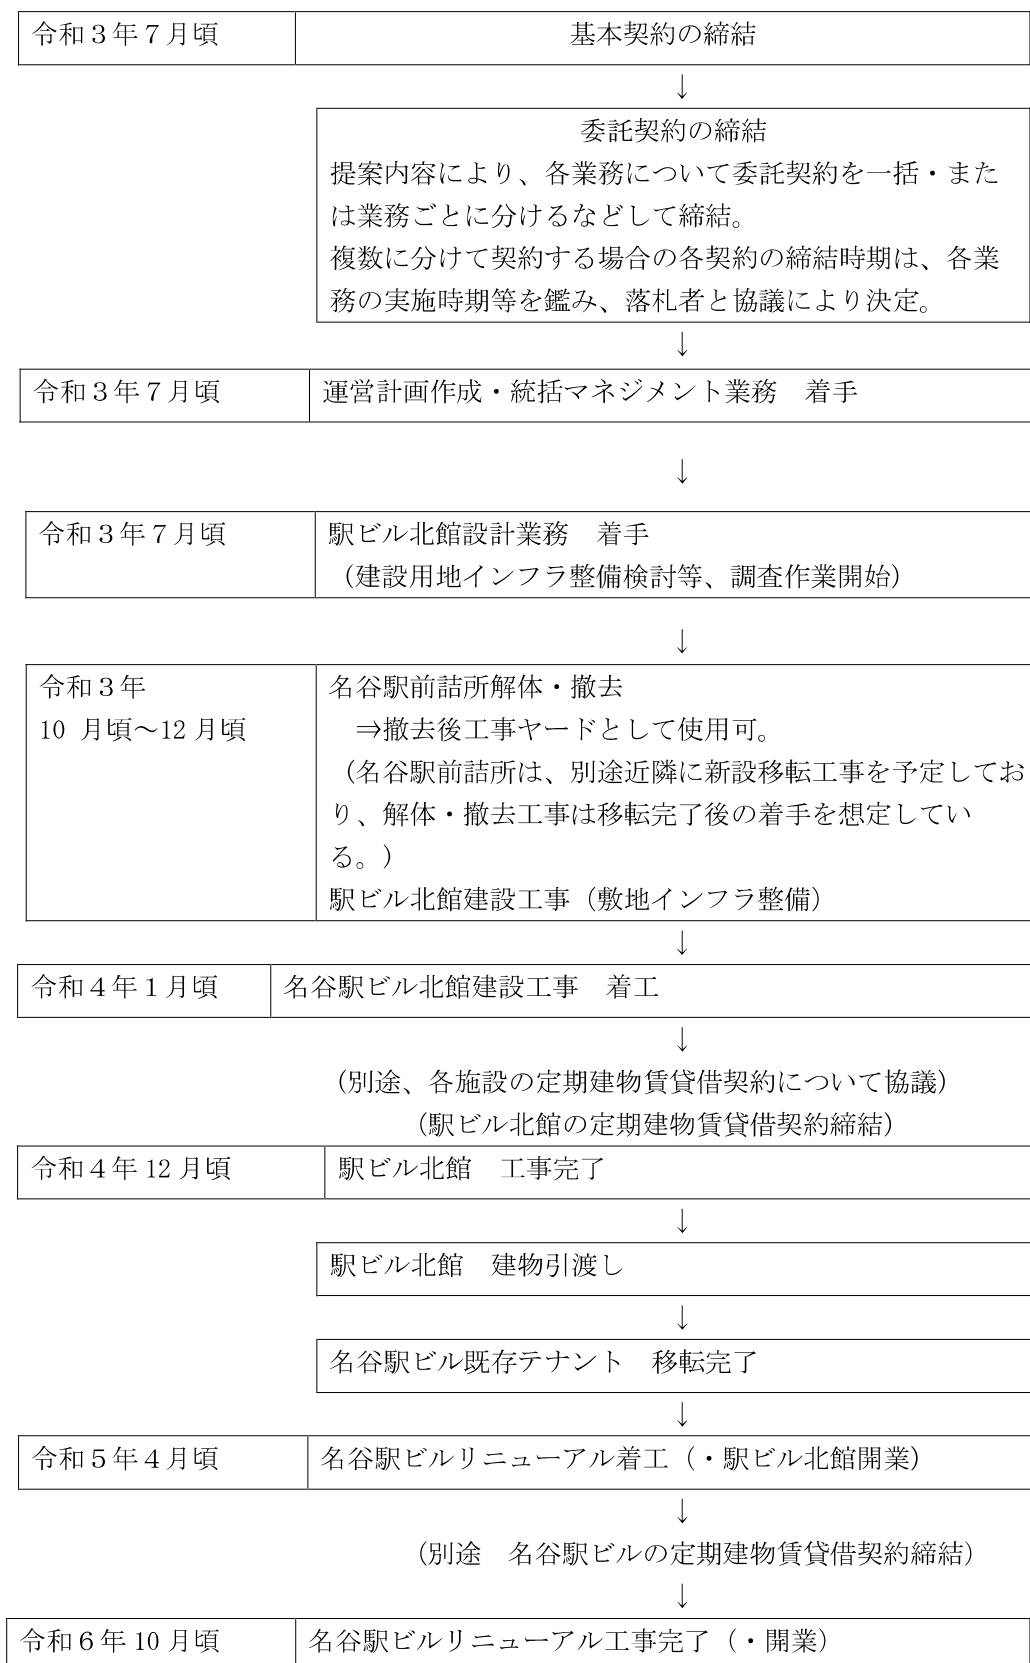 令和３年７月頃　基本契約の締結
↓
委託契約の締結
提案内容により、各業務について委託契約を一括・また
は業務ごとに分けるなどして締結。
複数に分けて契約する場合の各契約の締結時期は、各業
務の実施時期等を鑑み、落札者と協議により決定。
↓
令和３年７月頃　運営計画作成・統括マネジメント業務　着手
↓
令和３年７月頃　駅ビル北館設計業務　着手
（建設用地インフラ整備検討等、調査作業開始）
↓
令和３年　名谷駅前詰所解体・撤去
10 月頃～12 月頃　⇒撤去後工事ヤードとして使用可。
（名谷駅前詰所は、別途近隣に新設移転工事を予定してお
り、解体・撤去工事は移転完了後の着手を想定してい
る。）
駅ビル北館建設工事（敷地インフラ整備）
↓
令和４年１月頃　名谷駅ビル北館建設工事　着工
↓
（別途、各施設の定期建物賃貸借契約について協議）
（駅ビル北館の定期建物賃貸借契約締結）
令和４年 12 月頃　駅ビル北館　工事完了
↓
駅ビル北館　建物引渡し
↓
名谷駅ビル既存テナント　移転完了
↓
令和５年４月頃　名谷駅ビルリニューアル着工（・駅ビル北館開業）
↓
（別途　名谷駅ビルの定期建物賃貸借契約締結）
↓
令和６年 10 月頃　名谷駅ビルリニューアル工事完了（・開業）